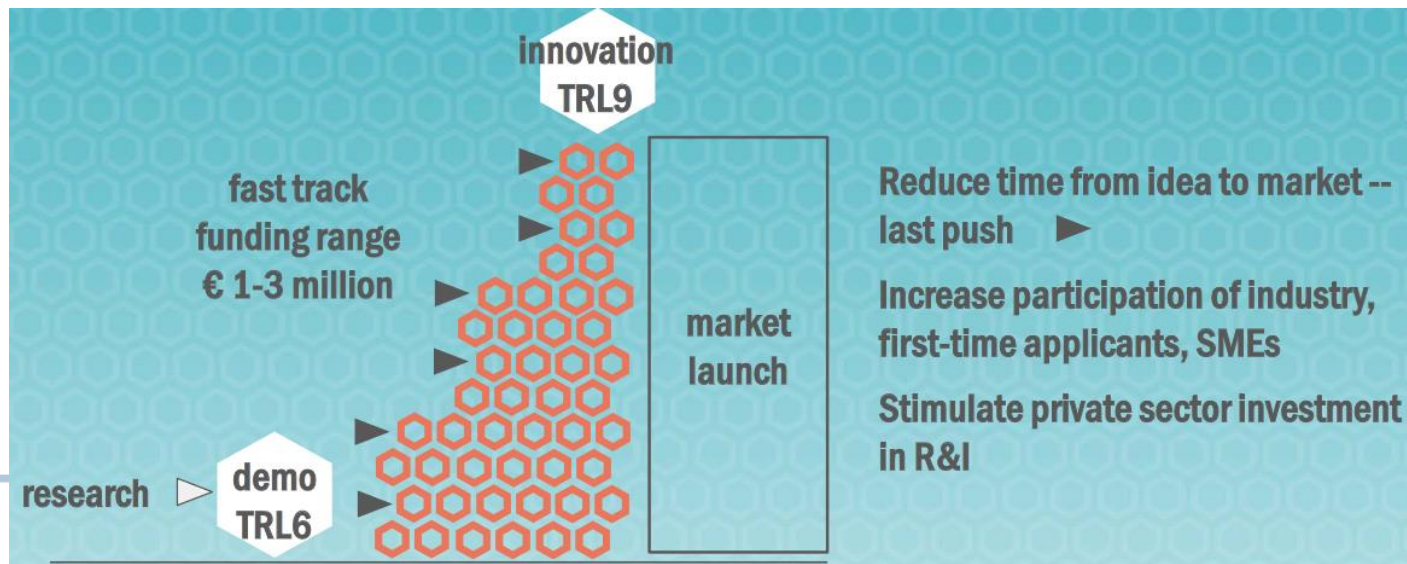 innovation
TRL9
fast track
funding range
€ 1-3 million
research
demo
TRL6
market
launch
Reduce time from idea to market --
last push
Increase participation of industry,
first-time applicants, SMEs
Stimulate private sector investment
in R&I